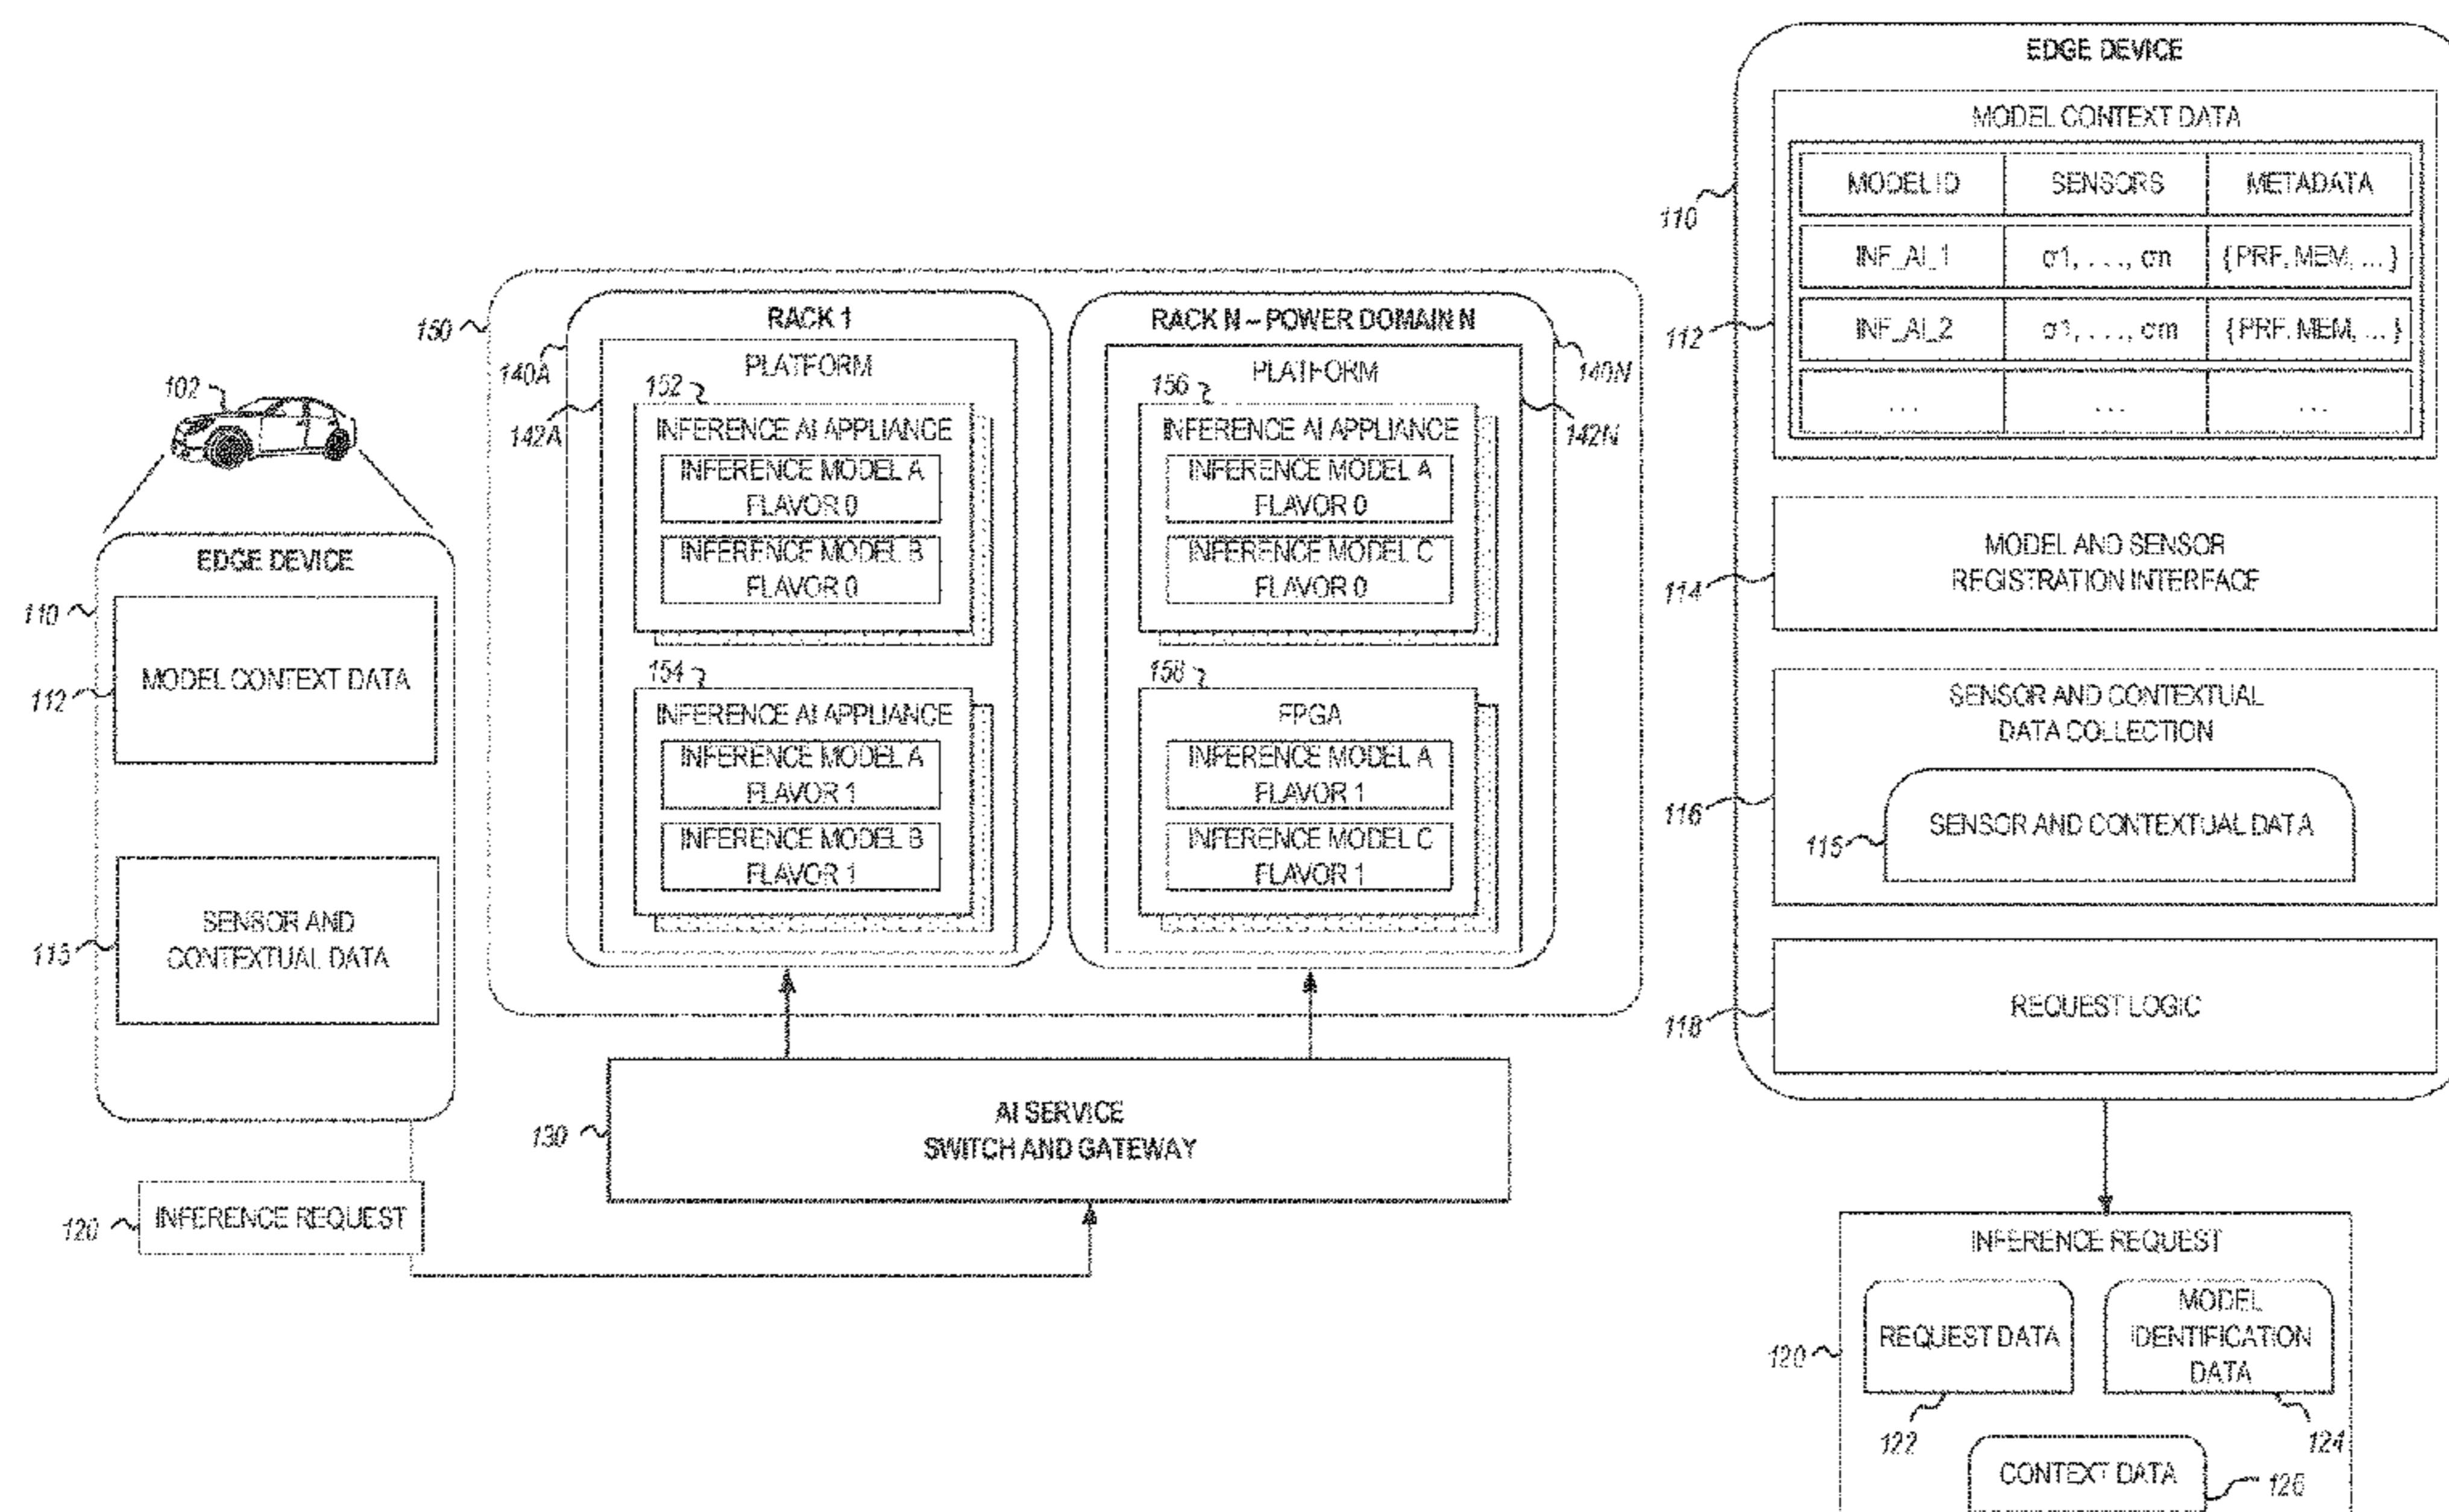 102
EDGE DEVICE
110
MODEL CONTEXT DATA
112
SENSOR AND
CONTEXTUAL DATA
115
120
INFERENCE REQUEST
150
RACK 1
140A
PLATFORM
142A
152
INFERENCE AI APPLIANCE
INFERENCE MODEL A
FLAVOR 0
INFERENCE MODEL B
FLAVOR 0
154
INFERENCE AI APPLIANCE
INFERENCE MODEL A
FLAVOR 1
INFERENCE MODEL B
FLAVOR 1
RACK N – POWER DOMAIN N
140N
PLATFORM
142N
156
INFERENCE AI APPLIANCE
INFERENCE MODEL A
FLAVOR 0
INFERENCE MODEL C
FLAVOR 0
158
FPGA
INFERENCE MODEL A
FLAVOR 1
INFERENCE MODEL C
FLAVOR 1
130
AI SERVICE
SWITCH AND GATEWAY
EDGE DEVICE
110
MODEL CONTEXT DATA
MODEL ID SENSORS METADATA
INF_AI_1 σ1, . . ., σn {PRF, MEM, ...}
112
INF_AI_2 σ1, . . ., σm {PRF, MEM, ...}
... ... ...
114
MODEL AND SENSOR
REGISTRATION INTERFACE
116
SENSOR AND CONTEXTUAL
DATA COLLECTION
115
SENSOR AND CONTEXTUAL DATA
118
REQUEST LOGIC
INFERENCE REQUEST
120
REQUEST DATA
122
MODEL
IDENTIFICATION
DATA
124
CONTEXT DATA
126